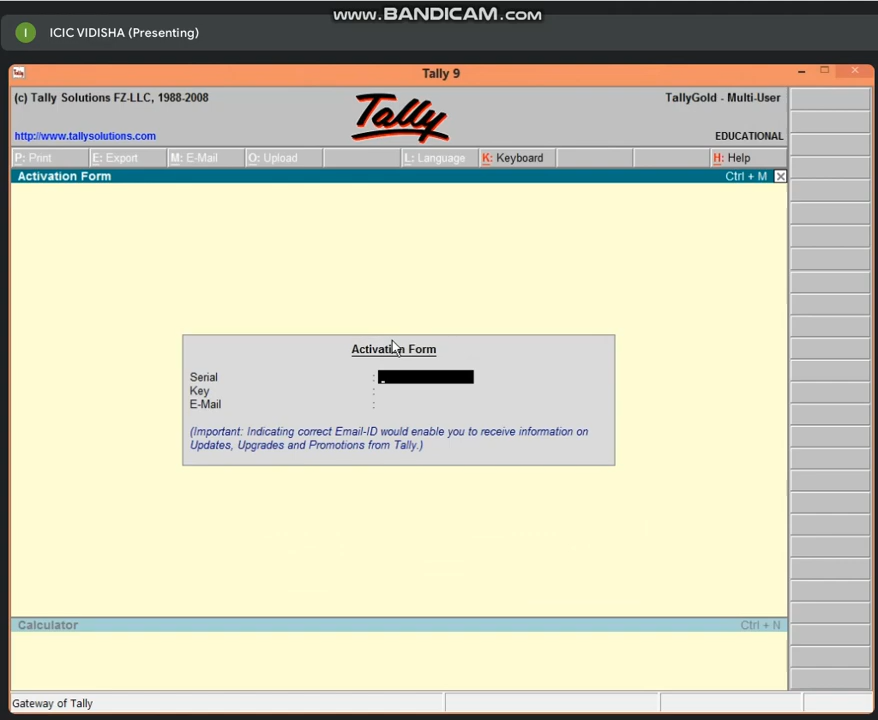 www.BANDICAM.com
I ICIC VIDISHA (Presenting)
Tally Tally 9
(c) Tally Solutions FZ-LLC, 1988-2008 Tally TallyGold - Multi-User
http://www.tallysolutions.com EDUCATIONAL
P: Print E: Export M: E-Mail O: Upload L: Language K: Keyboard H: Help
Activation Form Ctrl + M
Activation Form
Serial :
Key :
E-Mail :
(Important: Indicating correct Email-ID would enable you to receive information on
Updates, Upgrades and Promotions from Tally.)
Calculator Ctrl + N
Gateway of Tally